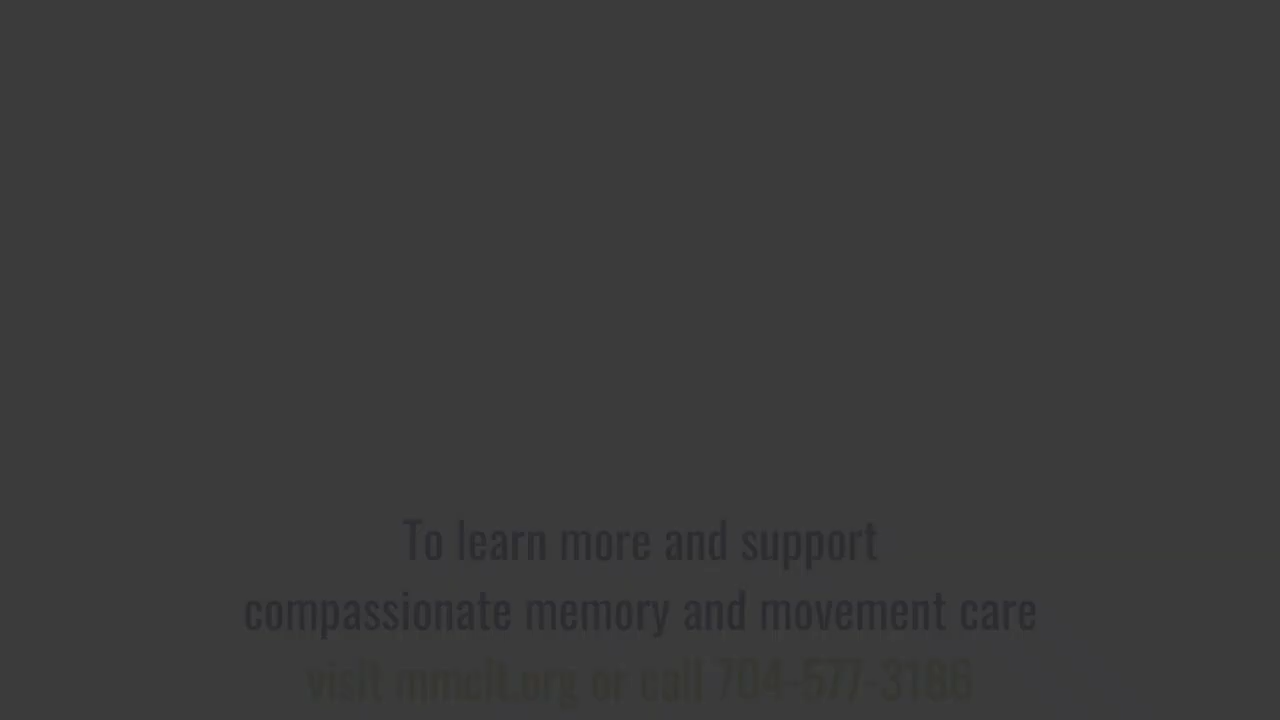 To learn more and support
compassionate memory and movement care
visit mmclt.org or call 704-577-3186